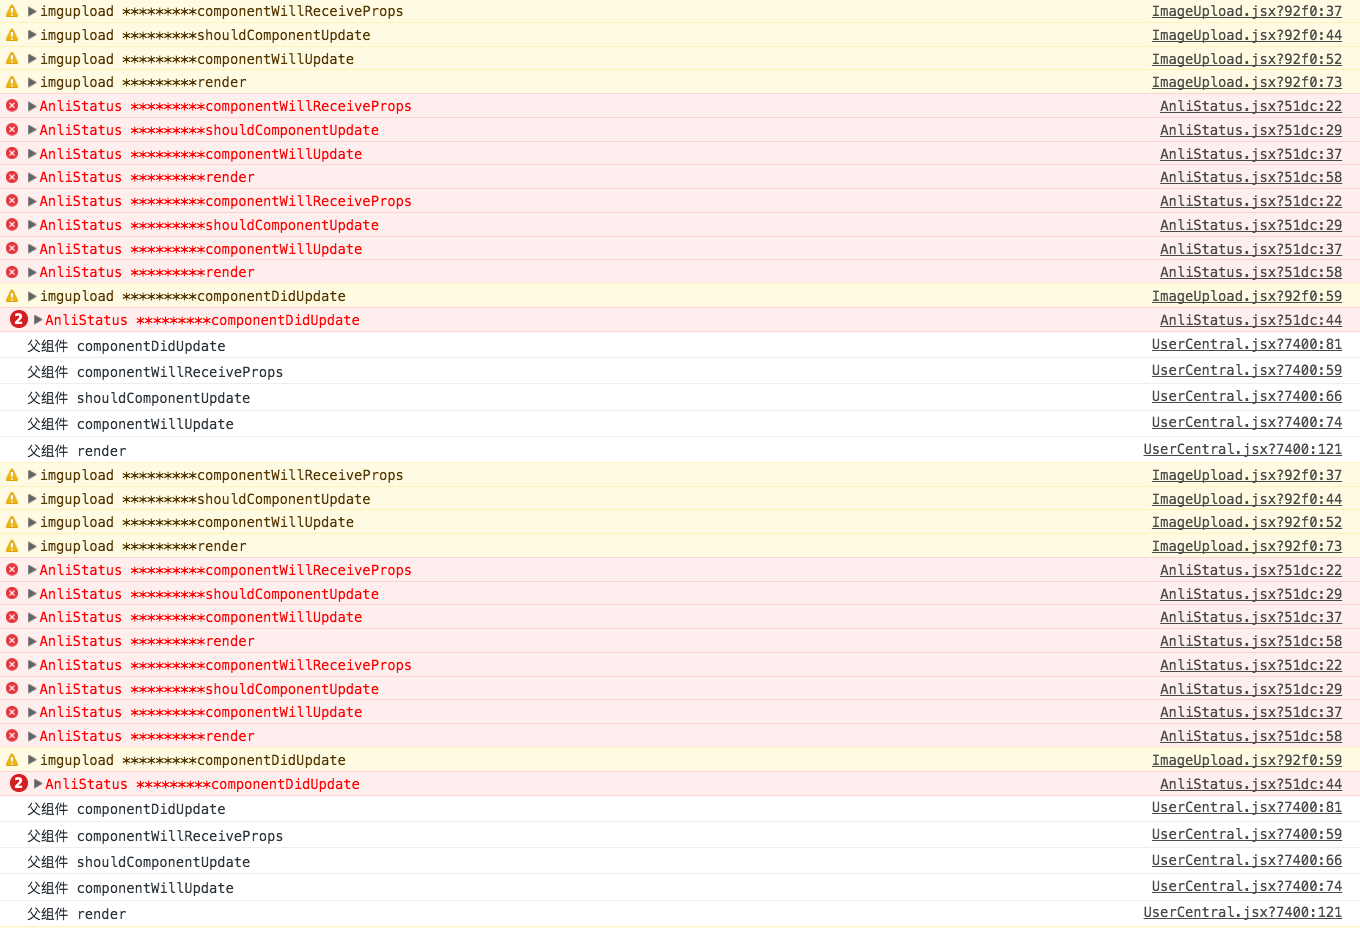 imgupload *********componentWillReceiveProps ImageUpload.jsx?92f0:37
imgupload *********shouldComponentUpdate ImageUpload.jsx?92f0:44
imgupload *********componentWillUpdate ImageUpload.jsx?92f0:52
imgupload *********render ImageUpload.jsx?92f0:73
AnliStatus *********componentWillReceiveProps AnliStatus.jsx?51dc:22
AnliStatus *********shouldComponentUpdate AnliStatus.jsx?51dc:29
AnliStatus *********componentWillUpdate AnliStatus.jsx?51dc:37
AnliStatus *********render AnliStatus.jsx?51dc:58
AnliStatus *********componentWillReceiveProps AnliStatus.jsx?51dc:22
AnliStatus *********shouldComponentUpdate AnliStatus.jsx?51dc:29
AnliStatus *********componentWillUpdate AnliStatus.jsx?51dc:37
AnliStatus *********render AnliStatus.jsx?51dc:58
imgupload *********componentDidUpdate ImageUpload.jsx?92f0:59
2 AnliStatus *********componentDidUpdate AnliStatus.jsx?51dc:44
父组件 componentDidUpdate UserCentral.jsx?7400:81
父组件 componentWillReceiveProps UserCentral.jsx?7400:59
父组件 shouldComponentUpdate UserCentral.jsx?7400:66
父组件 componentWillUpdate UserCentral.jsx?7400:74
父组件 render UserCentral.jsx?7400:121
imgupload *********componentWillReceiveProps ImageUpload.jsx?92f0:37
imgupload *********shouldComponentUpdate ImageUpload.jsx?92f0:44
imgupload *********componentWillUpdate ImageUpload.jsx?92f0:52
imgupload *********render ImageUpload.jsx?92f0:73
AnliStatus *********componentWillReceiveProps AnliStatus.jsx?51dc:22
AnliStatus *********shouldComponentUpdate AnliStatus.jsx?51dc:29
AnliStatus *********componentWillUpdate AnliStatus.jsx?51dc:37
AnliStatus *********render AnliStatus.jsx?51dc:58
AnliStatus *********componentWillReceiveProps AnliStatus.jsx?51dc:22
AnliStatus *********shouldComponentUpdate AnliStatus.jsx?51dc:29
AnliStatus *********componentWillUpdate AnliStatus.jsx?51dc:37
AnliStatus *********render AnliStatus.jsx?51dc:58
imgupload *********componentDidUpdate ImageUpload.jsx?92f0:59
2 AnliStatus *********componentDidUpdate AnliStatus.jsx?51dc:44
父组件 componentDidUpdate UserCentral.jsx?7400:81
父组件 componentWillReceiveProps UserCentral.jsx?7400:59
父组件 shouldComponentUpdate UserCentral.jsx?7400:66
父组件 componentWillUpdate UserCentral.jsx?7400:74
父组件 render UserCentral.jsx?7400:121